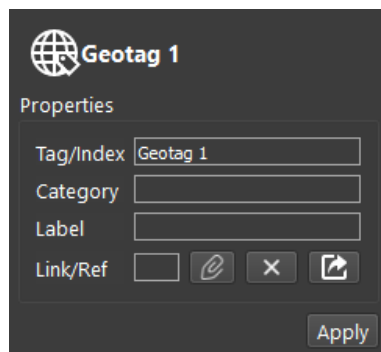 Geotag 1
Properties
Tag/Index Geotag 1
Category
Label
Link/Ref
Apply